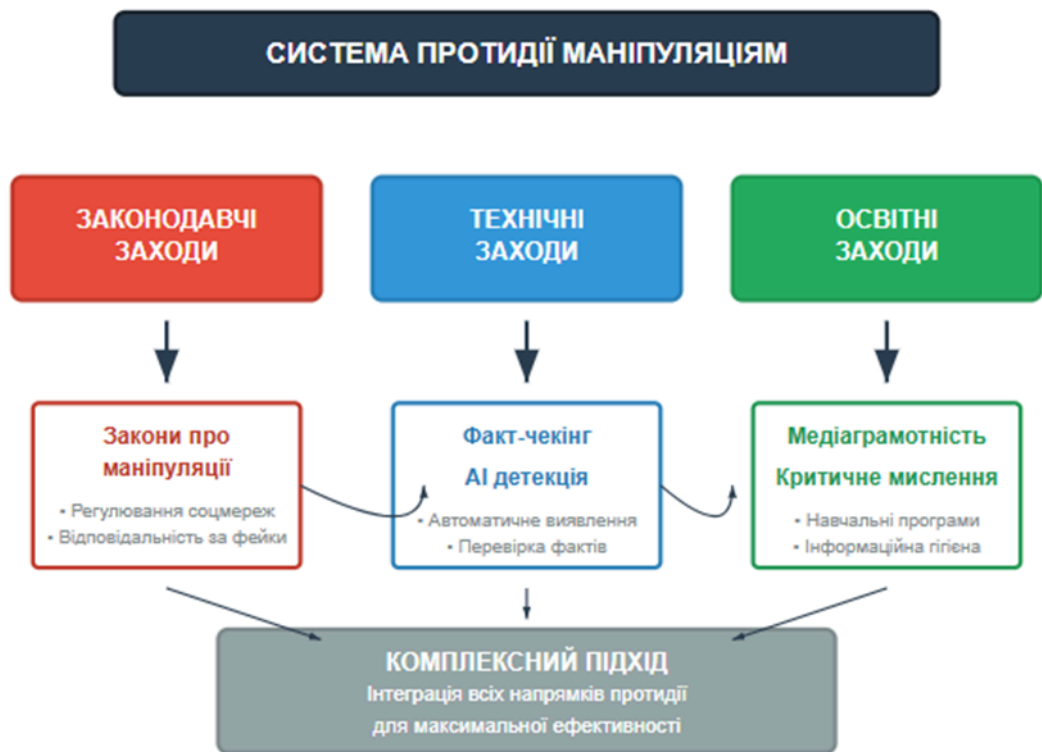 СИСТЕМА ПРОТИДІЇ МАНІПУЛЯЦІЯМ
ЗАКОНОДАВЧІ
ЗАХОДИ
ТЕХНІЧНІ
ЗАХОДИ
ОСВІТНІ
ЗАХОДИ
Закони про
маніпуляції
• Регулювання соцмереж
• Відповідальність за фейки
Факт-чекінг
AI детекція
• Автоматичне виявлення
• Перевірка фактів
Медіаграмотність
Критичне мислення
• Навчальні програми
• Інформаційна гігієна
КОМПЛЕКСНИЙ ПІДХІД
Інтеграція всіх напрямків протидії
для максимальної ефективності